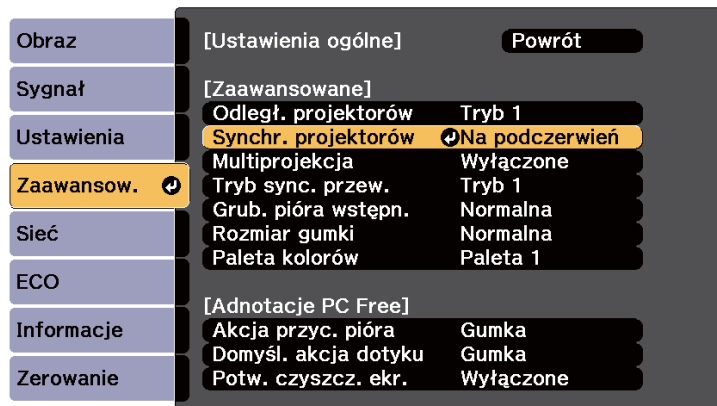 Obraz
Sygnał
Ustawienia
Zaawansow.
Sieć
ECO
Informacje
Zerowanie
[Ustawienia ogólne] Powrót
[Zaawansowane]
Odległ. projektorów Tryb 1
Synchr. projektorów Na podczerwień
Multiprojekcja Wyłączone
Tryb sync. przew. Tryb 1
Grub. pióra wstępn. Normalna
Rozmiar gumki Normalna
Paleta kolorów Paleta 1
[Adnotacje PC Free]
Akcja przyc. pióra Gumka
Domyśl. akcja dotyku Gumka
Potw. czyszcz. ekr. Wyłączone